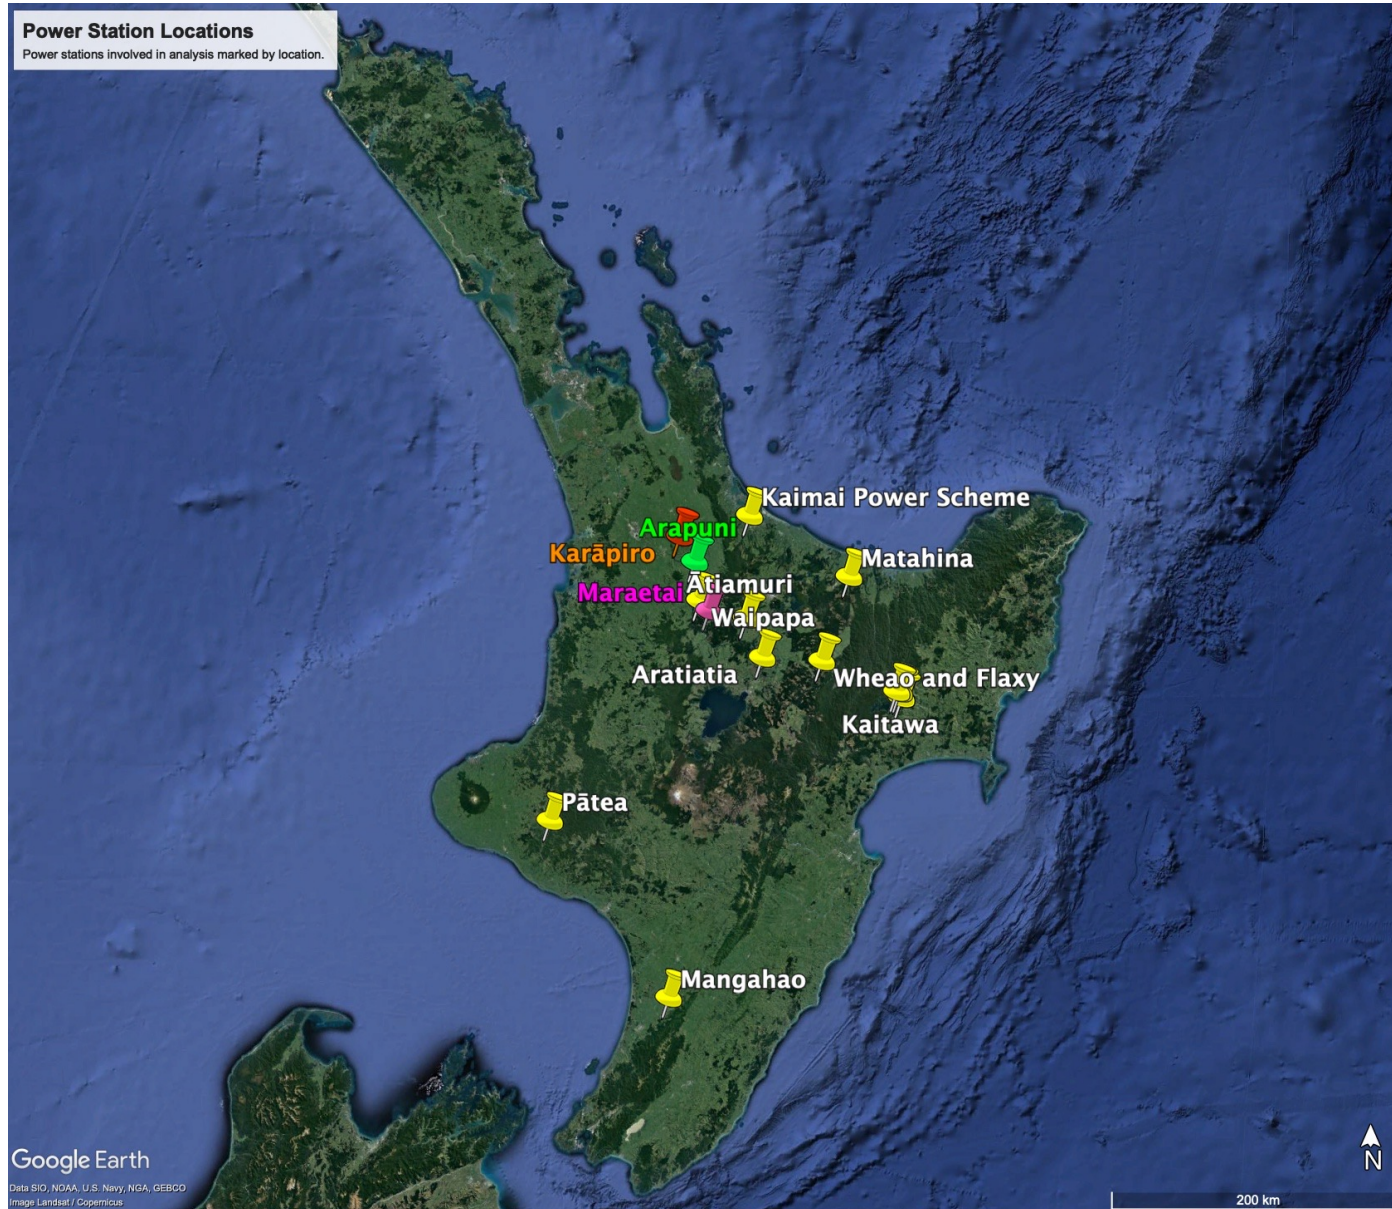 Power Station Locations
Power stations involved in analysis marked by location.
Kaimai Power Scheme
Arapuni
Karāpiro
Matahina
Ātiamuri
Maraetai
Waipapa
Aratiatia
Wheao and Flaxy
Kaitawa
Pātea
Mangahao
Google Earth
Data SIO, NOAA, U.S. Navy, NGA, GEBCO
Image Landsat / Copernicus
N
200 km